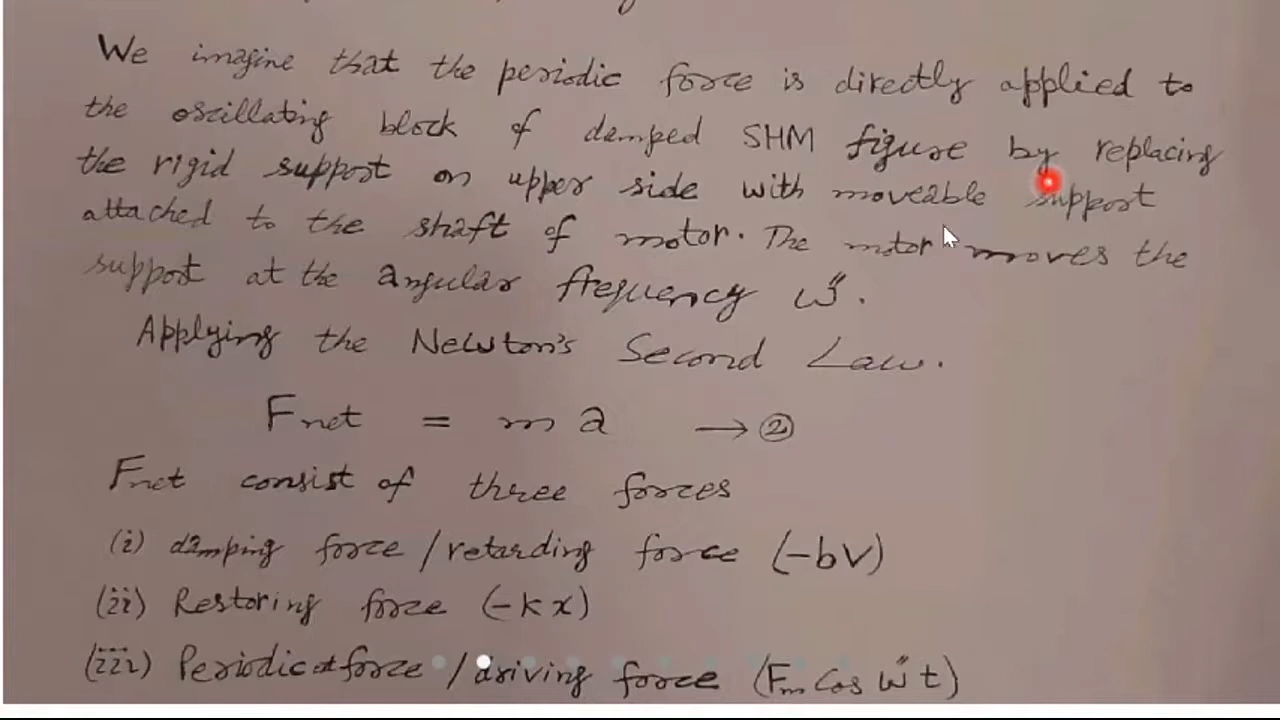 We imagine that the periodic force is directly applied to
the oscillating block of damped SHM figure by replacing
the rigid support on upper side with moveable support
attached to the shaft of motor. The motor moves the
support at the angular frequency ω″.
Applying the Newton's Second Law.
Fnet = ma → ②
Fnet consist of three forces
(i) damping force / retarding force (-bv)
(ii) Restoring force (-kx)
(iii) Periodic force / driving force (Fm Cos ω″t)